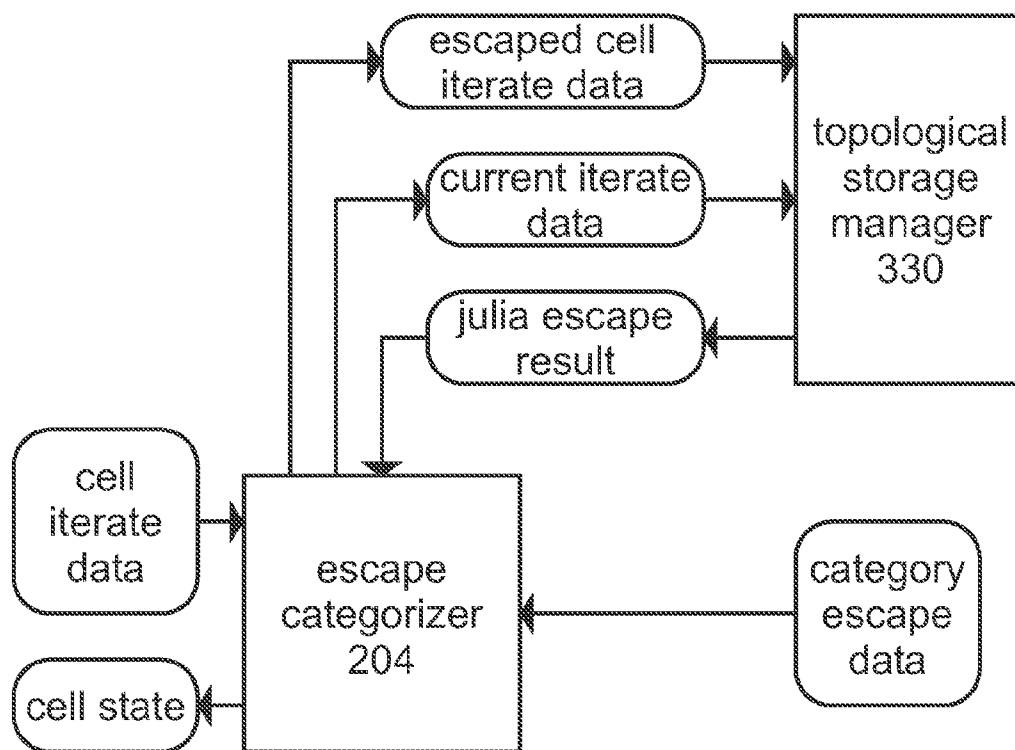 escaped cell
iterate data
topological
storage
manager
330
current iterate
data
julia escape
result
cell
iterate
data
escape
categorizer
204
category
escape
data
cell state